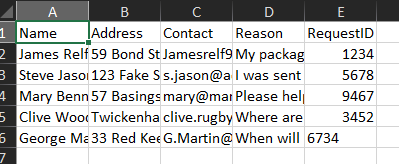 A B C D E
1 Name Address Contact Reason RequestID
2 James Relf 59 Bond St Jamesrelf9 My packag 1234
3 Steve Jaso 123 Fake S s.jason@a I was sent 5678
4 Mary Benn 57 Basings mary@ma Please hel 9467
5 Clive Wood Twickenha clive.rugby Where are 3452
6 George Ma 33 Red Kee G.Martin@ When will 6734